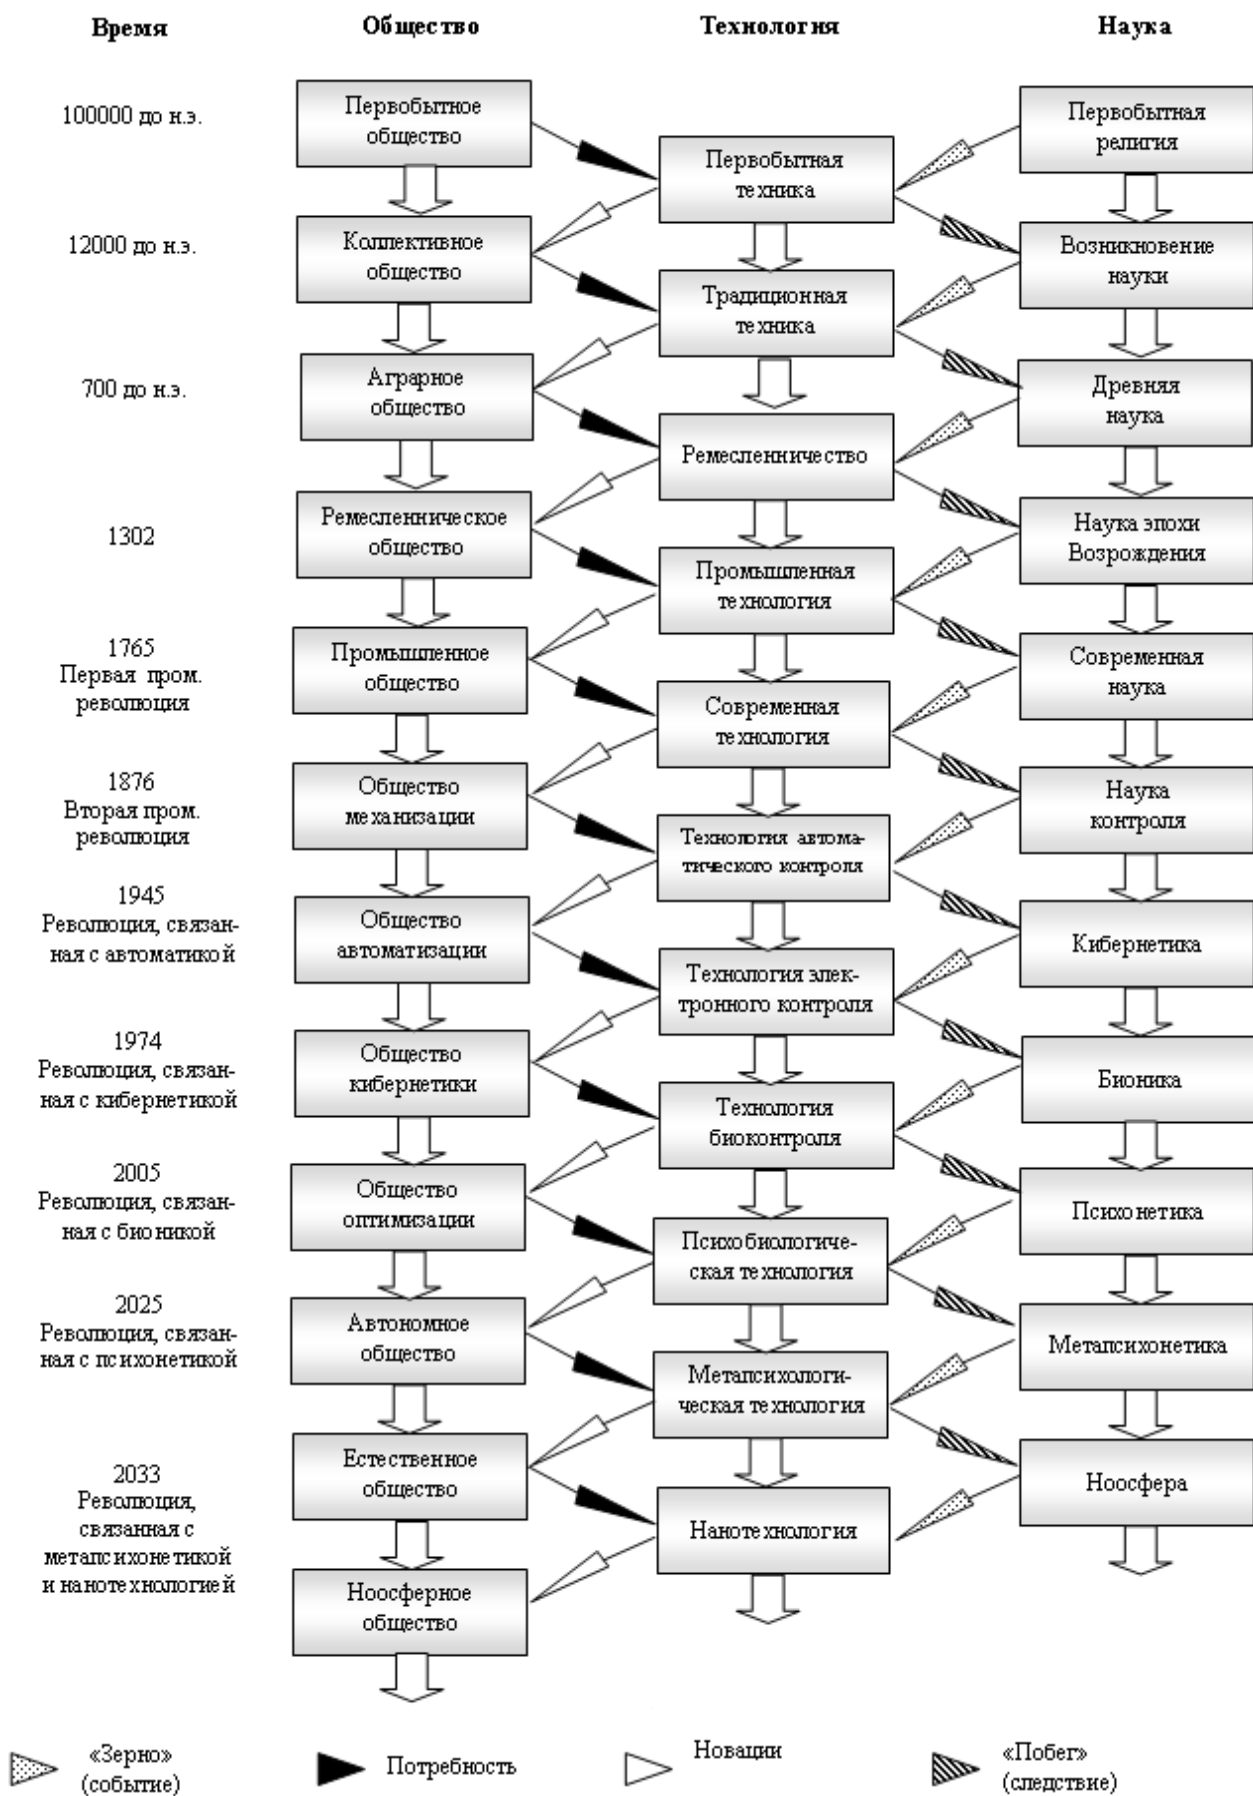 Время
Общество
Технология
Наука
100000 до н.э.
Первобытное
общество
Первобытная
религия
Первобытная
техника
12000 до н.э.
Коллективное
общество
Возникновение
науки
Традиционная
техника
700 до н.э.
Аграрное
общество
Древняя
наука
Ремесленничество
1302
Ремесленническое
общество
Наука эпохи
Возрождения
Промышленная
технология
1765
Первая пром.
революция
Промышленное
общество
Современная
наука
Современная
технология
1876
Вторая пром.
революция
Общество
механизации
Наука
контроля
Технология автома-
тического контроля
1945
Революция, связан-
ная с автоматикой
Общество
автоматизации
Кибернетика
Технология элек-
тронного контроля
1974
Революция, связан-
ная с кибернетикой
Общество
кибернетики
Бионика
Технология
биоконтроля
2005
Революция, связан-
ная с бионикой
Общество
оптимизации
Психонетика
Психобиологиче-
ская технология
2025
Революция, связан-
ная с психонетикой
Автономное
общество
Метапсихонетика
Метапсихологи-
ческая технология
2033
Революция,
связанная с
метапсихонетикой
и нанотехнологией
Естественное
общество
Ноосфера
Нанотехнология
Ноосферное
общество
«Зерно»
(событие)
Потребность
Новации
«Побег»
(следствие)